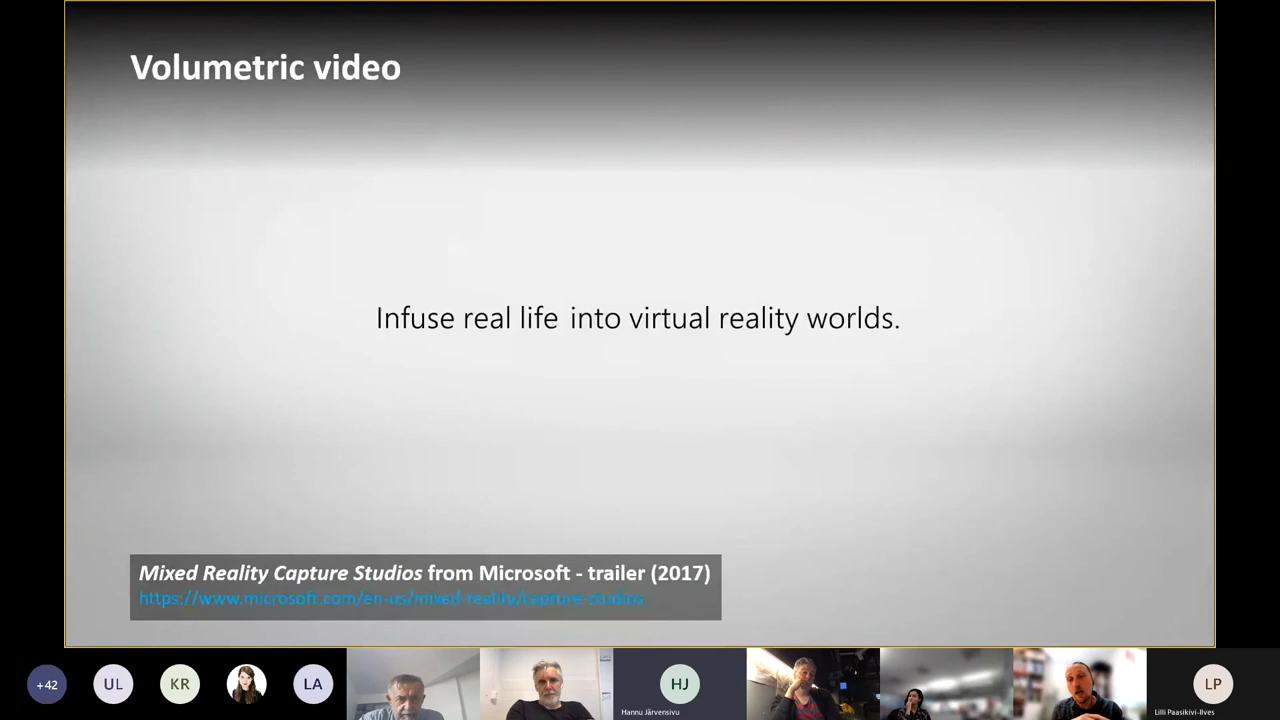 Volumetric video
Infuse real life into virtual reality worlds.
Mixed Reality Capture Studios from Microsoft - trailer (2017)
https://www.microsoft.com/en-us/mixed-reality/capture-studios
+42
UL
KR
LA
HJ
Hannu Järvensivu
LP
Lilli Paasikivi-Ilves